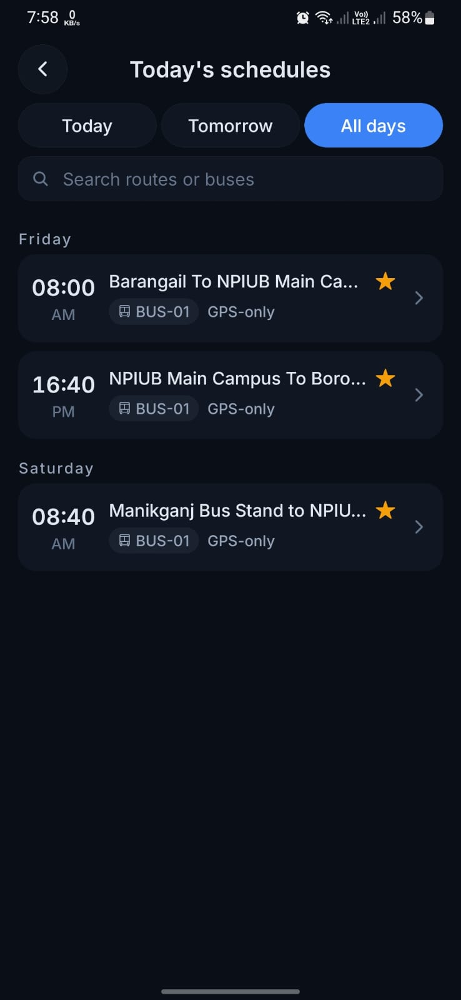 7:58 0 KB/s Vo)) LTE2 58%
Today's schedules
Today Tomorrow All days
Search routes or buses
Friday
08:00 Barangail To NPIUB Main Ca...
AM BUS-01 GPS-only
16:40 NPIUB Main Campus To Boro...
PM BUS-01 GPS-only
Saturday
08:40 Manikganj Bus Stand to NPIU...
AM BUS-01 GPS-only